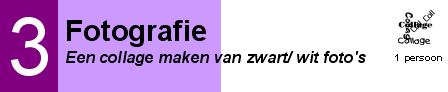 3
Fotografie
Een collage maken van zwart/ wit foto's
Collage
Collage
1 persoon